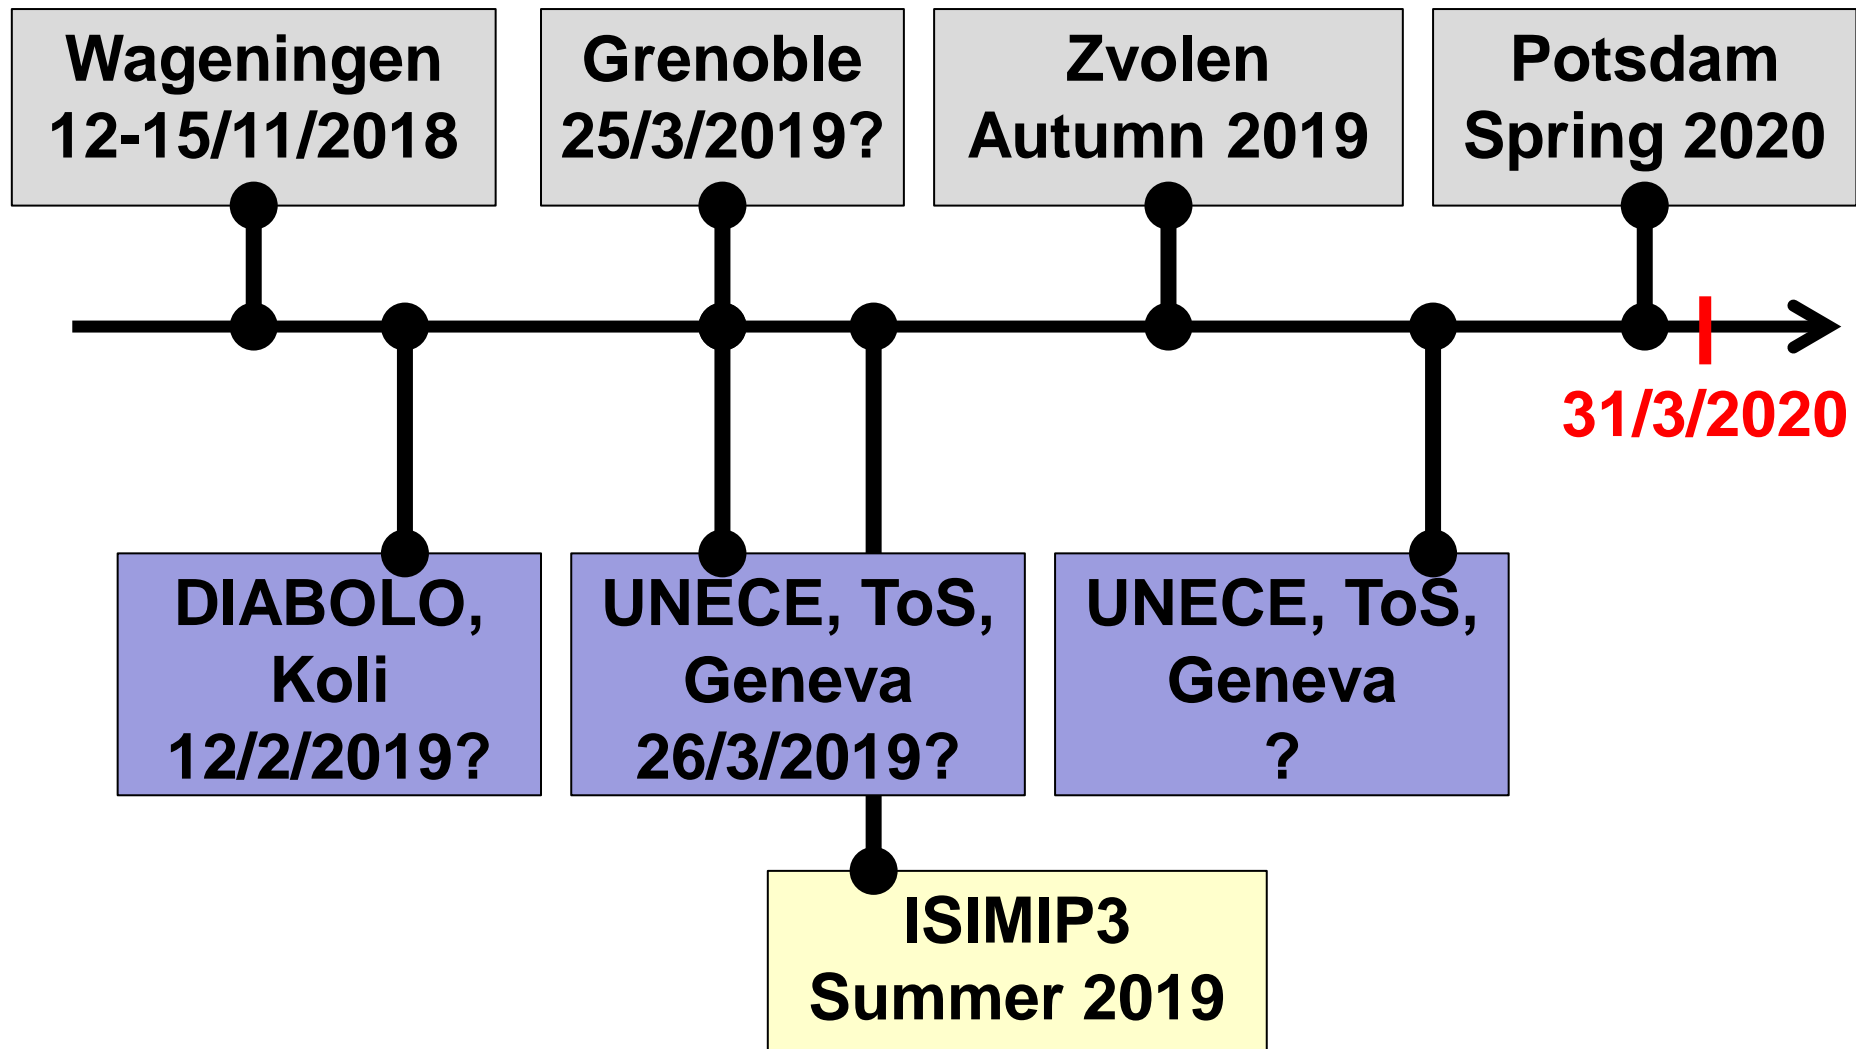 Wageningen
12-15/11/2018
Grenoble
25/3/2019?
Zvolen
Autumn 2019
Potsdam
Spring 2020
31/3/2020
DIABOLO,
Koli
12/2/2019?
UNECE, ToS,
Geneva
26/3/2019?
UNECE, ToS,
Geneva
?
ISIMIP3
Summer 2019